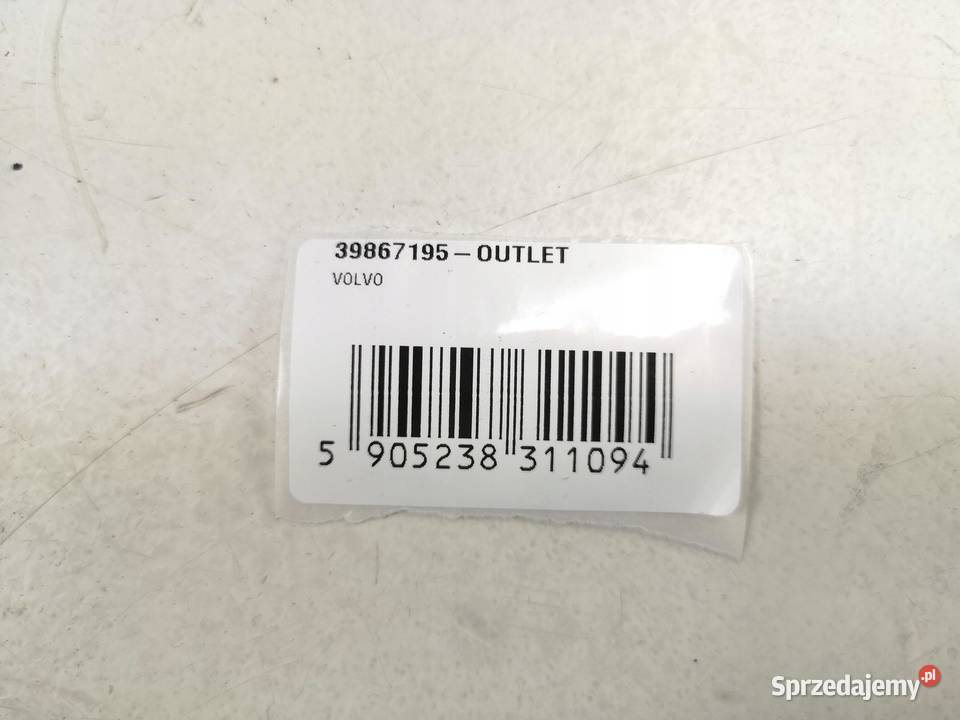 39867195 – OUTLET
VOLVO
5 905238 311094
Sprzedajemy.pl